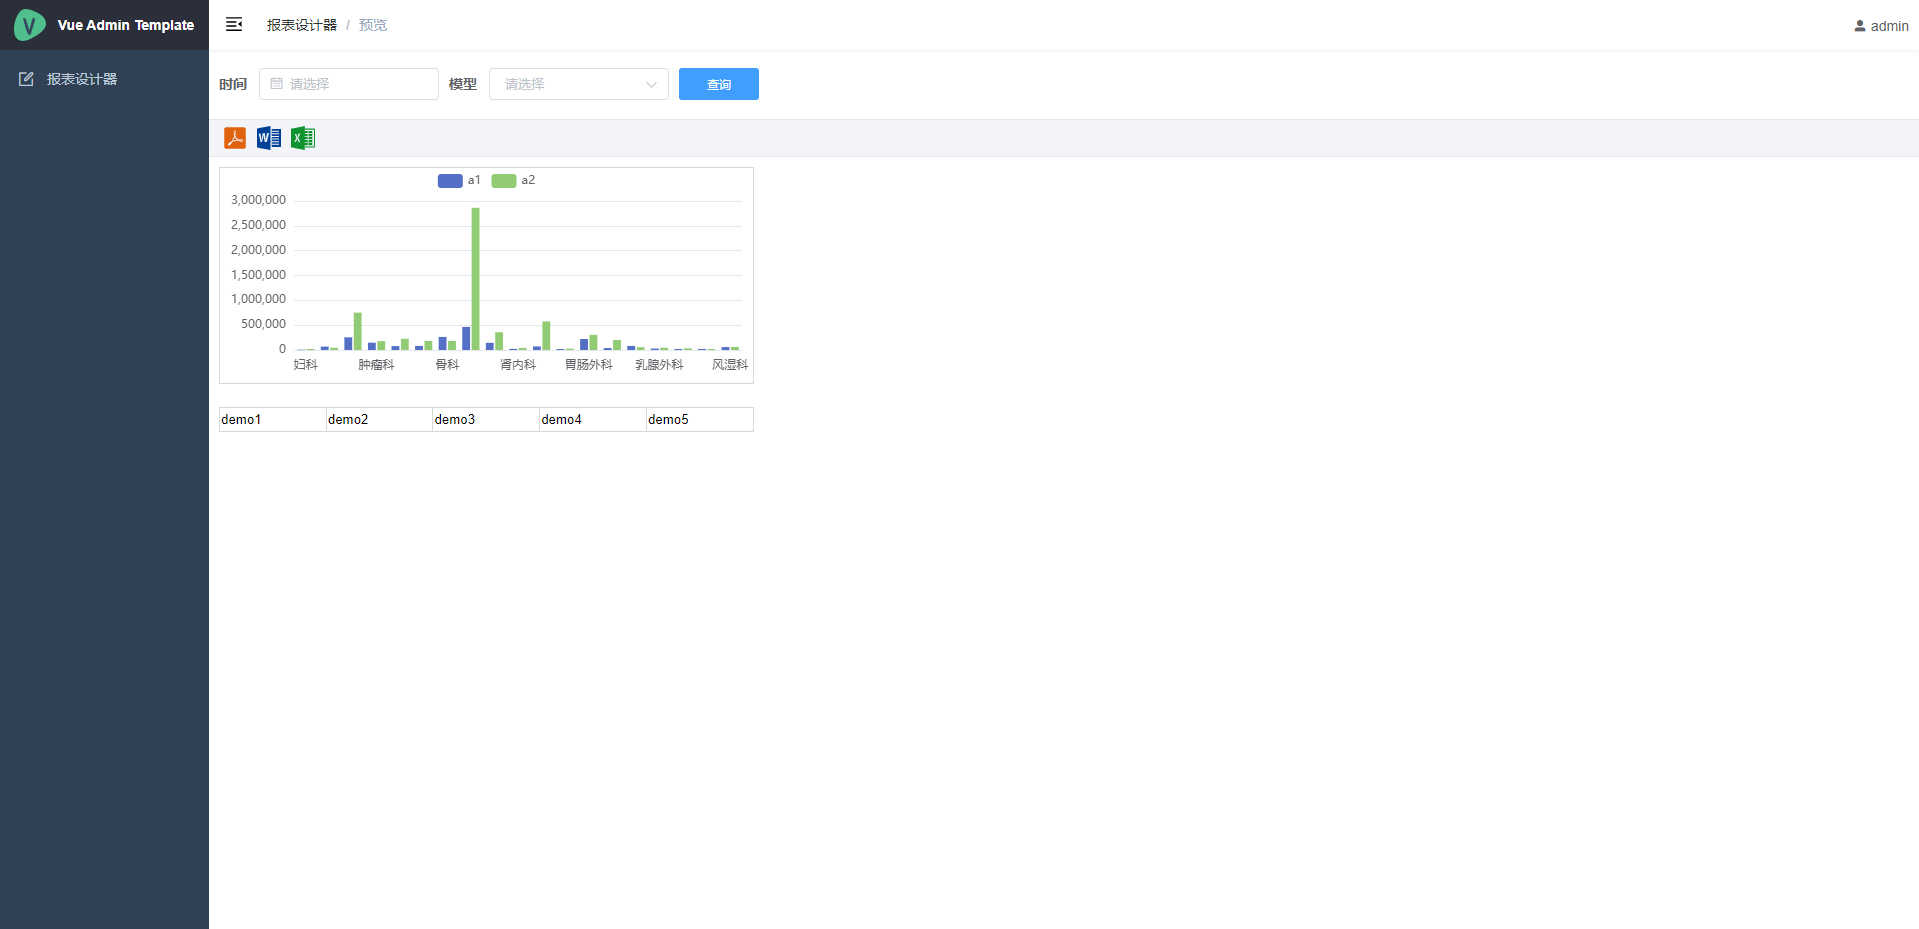 Vue Admin Template
报表设计器 / 预览
admin
报表设计器
时间 请选择 模型 请选择 查询
a1 a2
3,000,000
2,500,000
2,000,000
1,500,000
1,000,000
500,000
0
妇科 肿瘤科 骨科 肾内科 胃肠外科 乳腺外科 风湿科
demo1 demo2 demo3 demo4 demo5